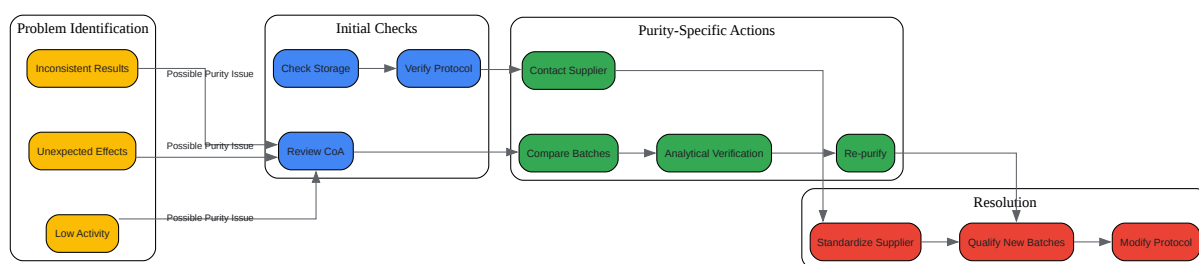 Problem Identification
Inconsistent Results
Unexpected Effects
Low Activity
Possible Purity Issue
Possible Purity Issue
Possible Purity Issue
Initial Checks
Check Storage
Verify Protocol
Review CoA
Purity-Specific Actions
Contact Supplier
Compare Batches
Analytical Verification
Re-purify
Resolution
Standardize Supplier
Qualify New Batches
Modify Protocol